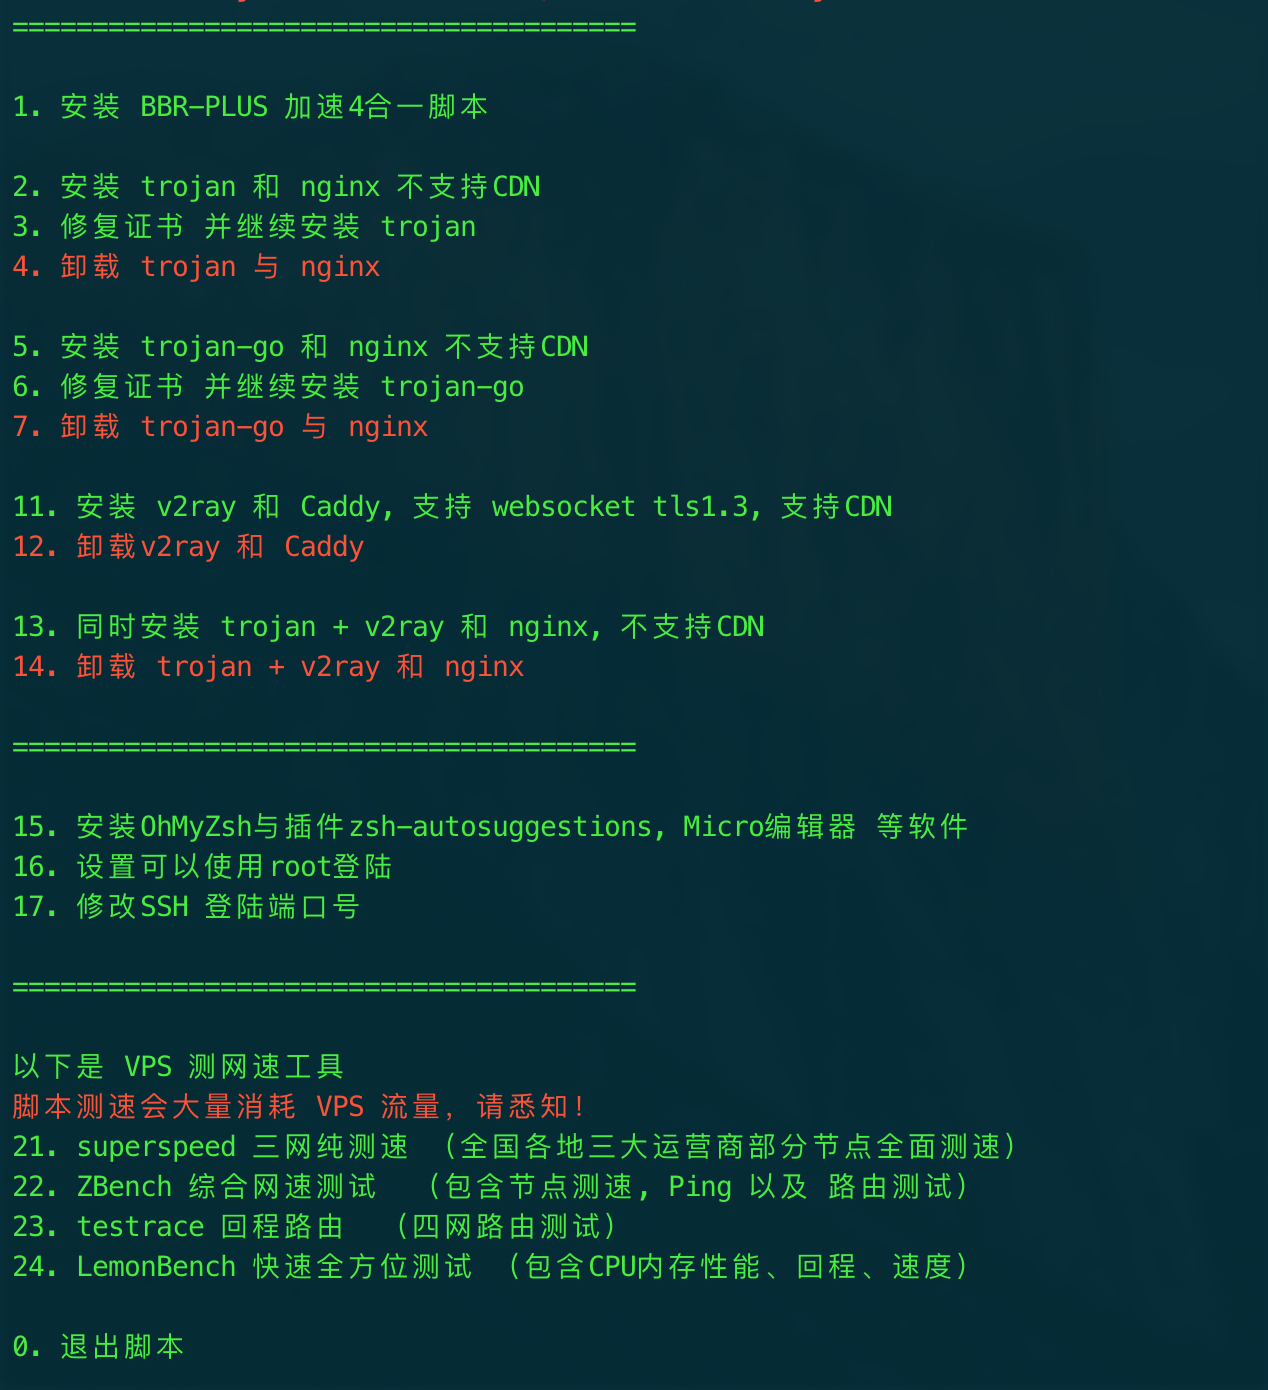 =======================================
1. 安装 BBR-PLUS 加速4合一脚本
2. 安装 trojan 和 nginx 不支持CDN
3. 修复证书 并继续安装 trojan
4. 卸载 trojan 与 nginx
5. 安装 trojan-go 和 nginx 不支持CDN
6. 修复证书 并继续安装 trojan-go
7. 卸载 trojan-go 与 nginx
11. 安装 v2ray 和 Caddy, 支持 websocket tls1.3, 支持CDN
12. 卸载v2ray 和 Caddy
13. 同时安装 trojan + v2ray 和 nginx, 不支持CDN
14. 卸载 trojan + v2ray 和 nginx
=======================================
15. 安装OhMyZsh与插件zsh-autosuggestions, Micro编辑器 等软件
16. 设置可以使用root登陆
17. 修改SSH 登陆端口号
=======================================
以下是 VPS 测网速工具
脚本测速会大量消耗 VPS 流量，请悉知！
21. superspeed 三网纯测速 （全国各地三大运营商部分节点全面测速）
22. ZBench 综合网速测试  （包含节点测速, Ping 以及 路由测试）
23. testrace 回程路由  （四网路由测试）
24. LemonBench 快速全方位测试 （包含CPU内存性能、回程、速度）
0. 退出脚本